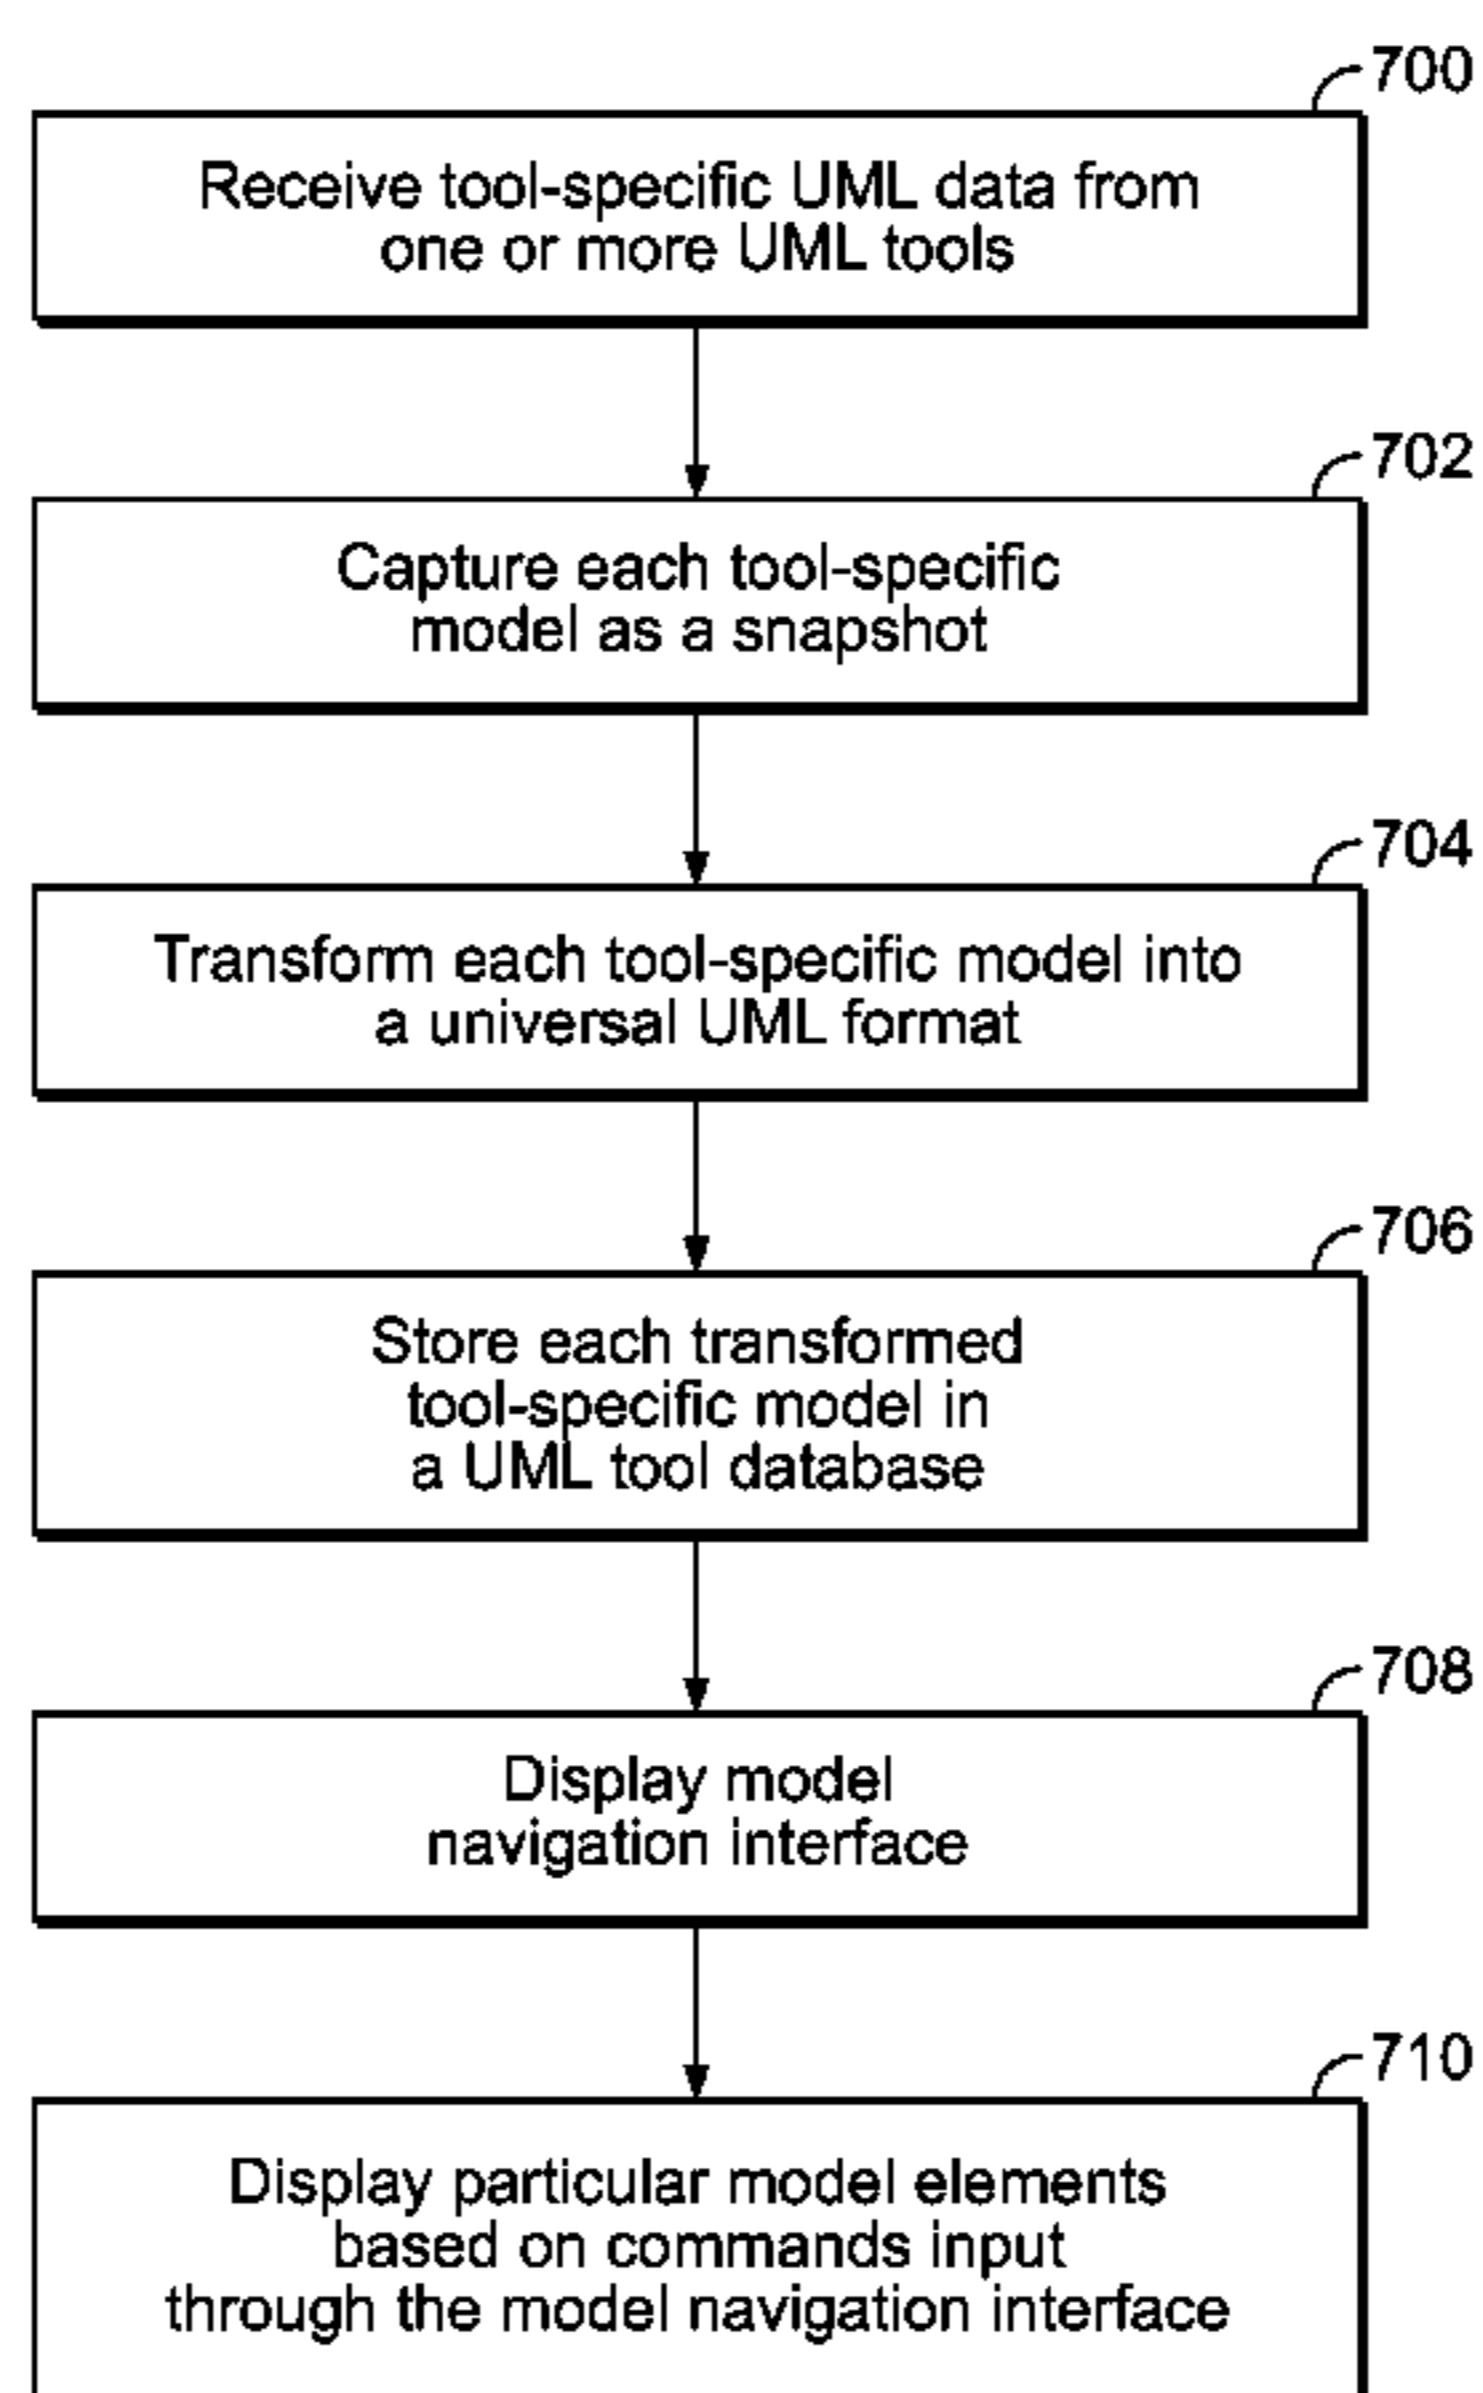 700
Receive tool-specific UML data from
one or more UML tools
702
Capture each tool-specific
model as a snapshot
704
Transform each tool-specific model into
a universal UML format
706
Store each transformed
tool-specific model in
a UML tool database
708
Display model
navigation interface
710
Display particular model elements
based on commands input
through the model navigation interface